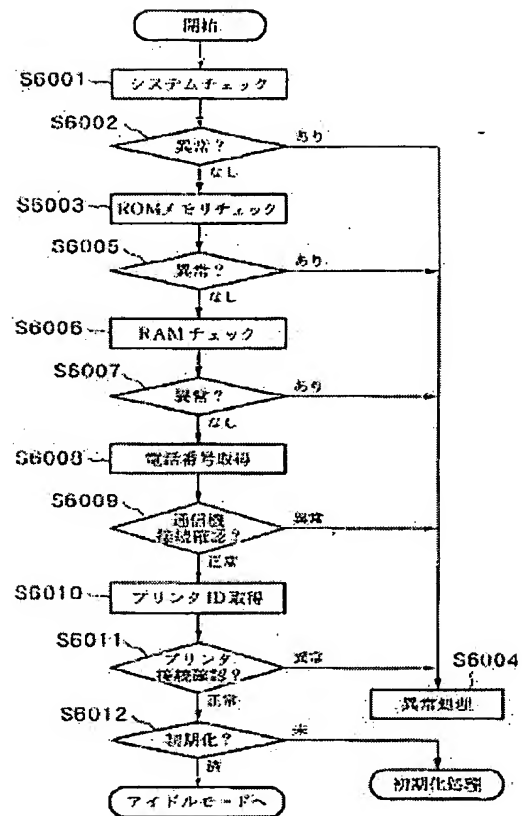 開始
S6001
システムチェック
S6002
異常?
あり
なし
S6003
ROMメモリチェック
S6005
異常?
あり
なし
S6006
RAMチェック
S6007
異常?
あり
なし
S6008
電話番号取得
S6009
通信機
接続確認?
異常
正常
S6010
プリンタID取得
S6011
プリンタ
接続確認?
異常
正常
S6004
異常処理
S6012
初期化?
未
済
初期化処理
アイドルモードへ